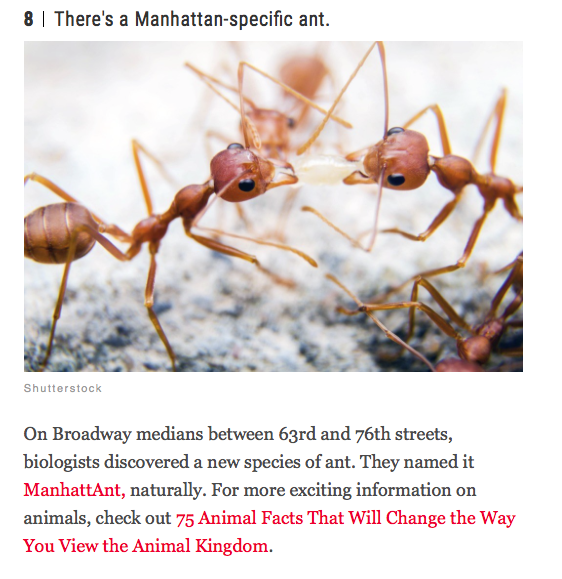 8 | There's a Manhattan-specific ant.
Shutterstock
On Broadway medians between 63rd and 76th streets,
biologists discovered a new species of ant. They named it
ManhattAnt, naturally. For more exciting information on
animals, check out 75 Animal Facts That Will Change the Way
You View the Animal Kingdom.